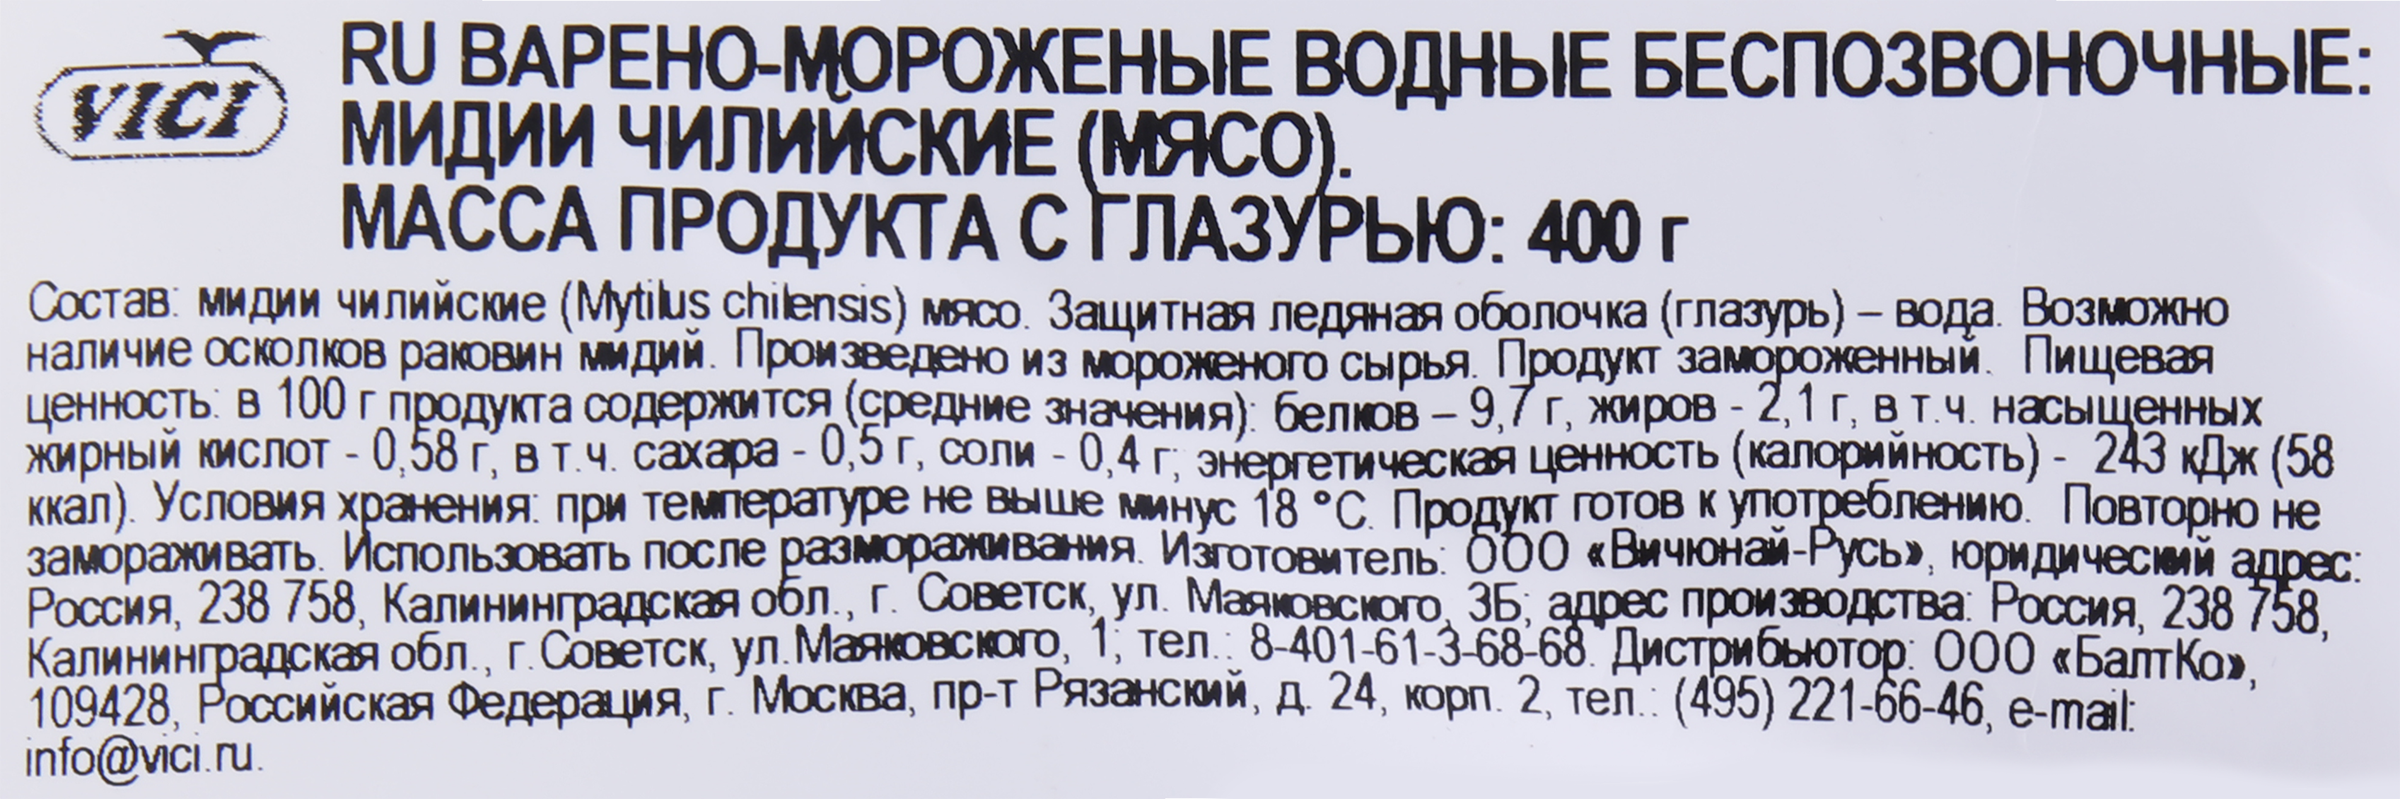 VICI
RU ВАРЕНО-МОРОЖЕНЫЕ ВОДНЫЕ БЕСПОЗВОНОЧНЫЕ:
МИДИИ ЧИЛИЙСКИЕ (МЯСО).
МАССА ПРОДУКТА С ГЛАЗУРЬЮ: 400 г
Состав: мидии чилийские (Mytilus chilensis) мясо. Защитная ледяная оболочка (глазурь) – вода. Возможно
наличие осколков раковин мидий. Произведено из мороженого сырья. Продукт замороженный. Пищевая
ценность: в 100 г продукта содержится (средние значения): белков – 9,7 г, жиров - 2,1 г, в т.ч. насыщенных
жирный кислот - 0,58 г, в т.ч. сахара - 0,5 г, соли - 0,4 г; энергетическая ценность (калорийность) - 243 кДж (58
ккал). Условия хранения: при температуре не выше минус 18 °С. Продукт готов к употреблению. Повторно не
замораживать. Использовать после размораживания. Изготовитель: ООО «Вичюнай-Русь», юридический адрес:
Россия, 238 758, Калининградская обл., г. Советск, ул. Маяковского, 3Б; адрес производства: Россия, 238 758,
Калининградская обл., г.Советск, ул.Маяковского, 1; тел.: 8-401-61-3-68-68. Дистрибьютор: ООО «БалтКо»,
109428, Российская Федерация, г. Москва, пр-т Рязанский, д. 24, корп. 2, тел.: (495) 221-66-46, e-mail:
info@vici.ru.